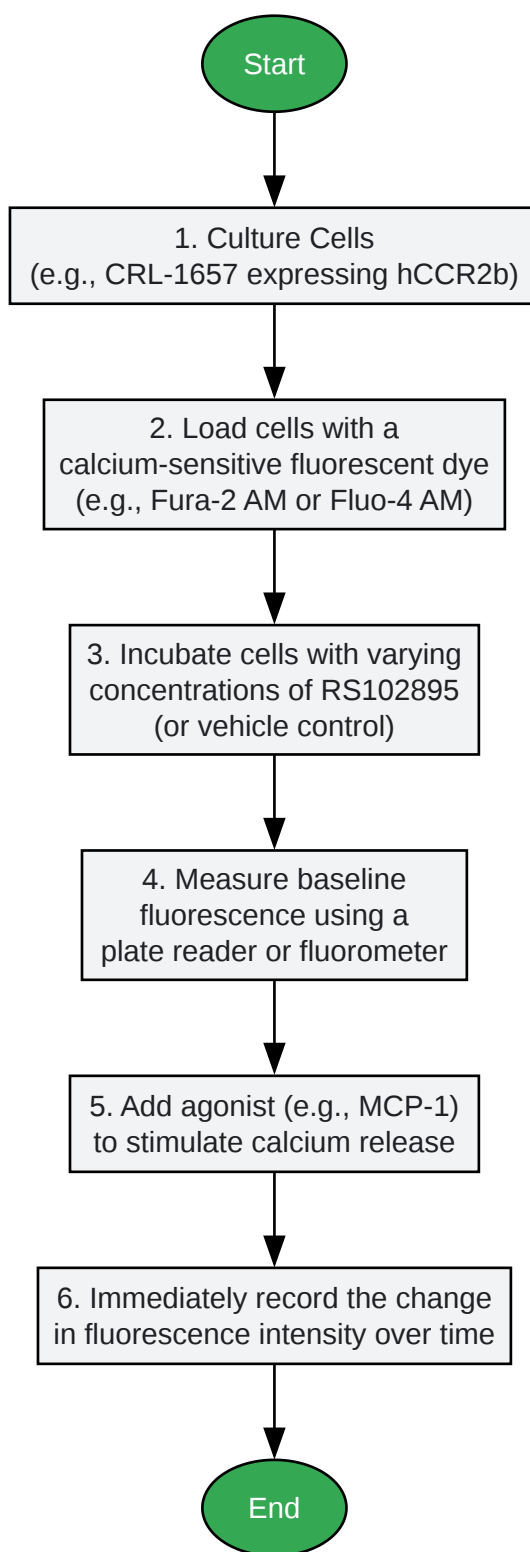 Start
1. Culture Cells
(e.g., CRL-1657 expressing hCCR2b)
2. Load cells with a
calcium-sensitive fluorescent dye
(e.g., Fura-2 AM or Fluo-4 AM)
3. Incubate cells with varying
concentrations of RS102895
(or vehicle control)
4. Measure baseline
fluorescence using a
plate reader or fluorometer
5. Add agonist (e.g., MCP-1)
to stimulate calcium release
6. Immediately record the change
in fluorescence intensity over time
End